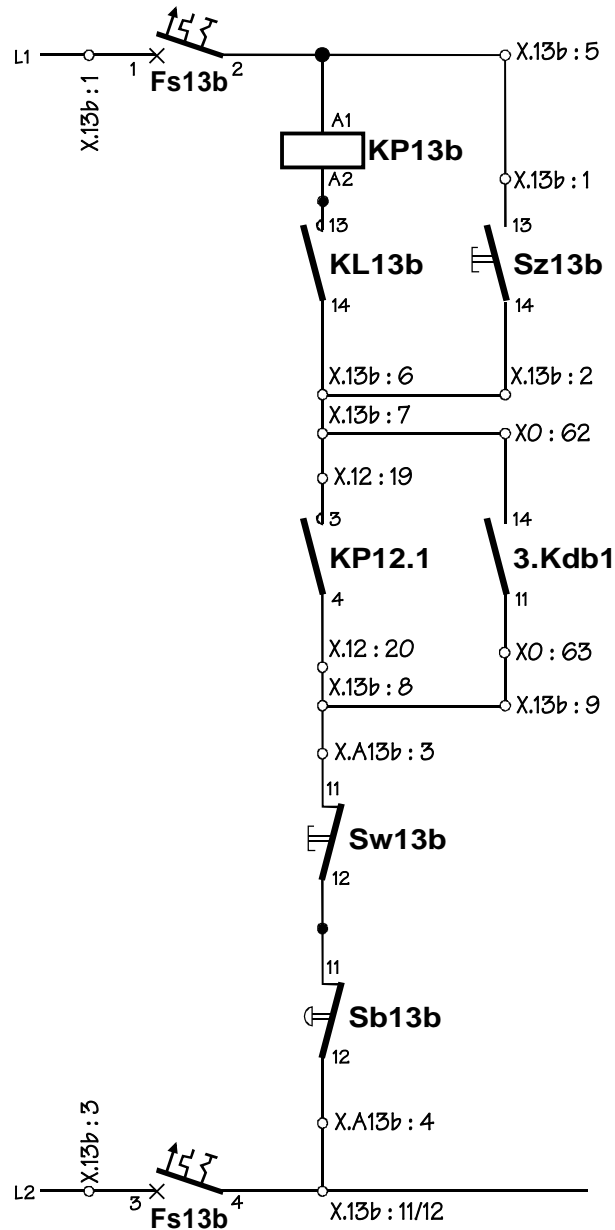 L1
1
2
Fs13b
X.13b : 1
X.13b : 5
A1
KP13b
A2
X.13b : 1
13
KL13b
14
13
Sz13b
14
X.13b : 6
X.13b : 2
X.13b : 7
XO : 62
X.12 : 19
3
KP12.1
4
14
3.Kdb1
11
X.12 : 20
XO : 63
X.13b : 8
X.13b : 9
X.A13b : 3
11
Sw13b
12
11
Sb13b
12
X.A13b : 4
X.13b : 3
L2
3
4
Fs13b
X.13b : 11/12